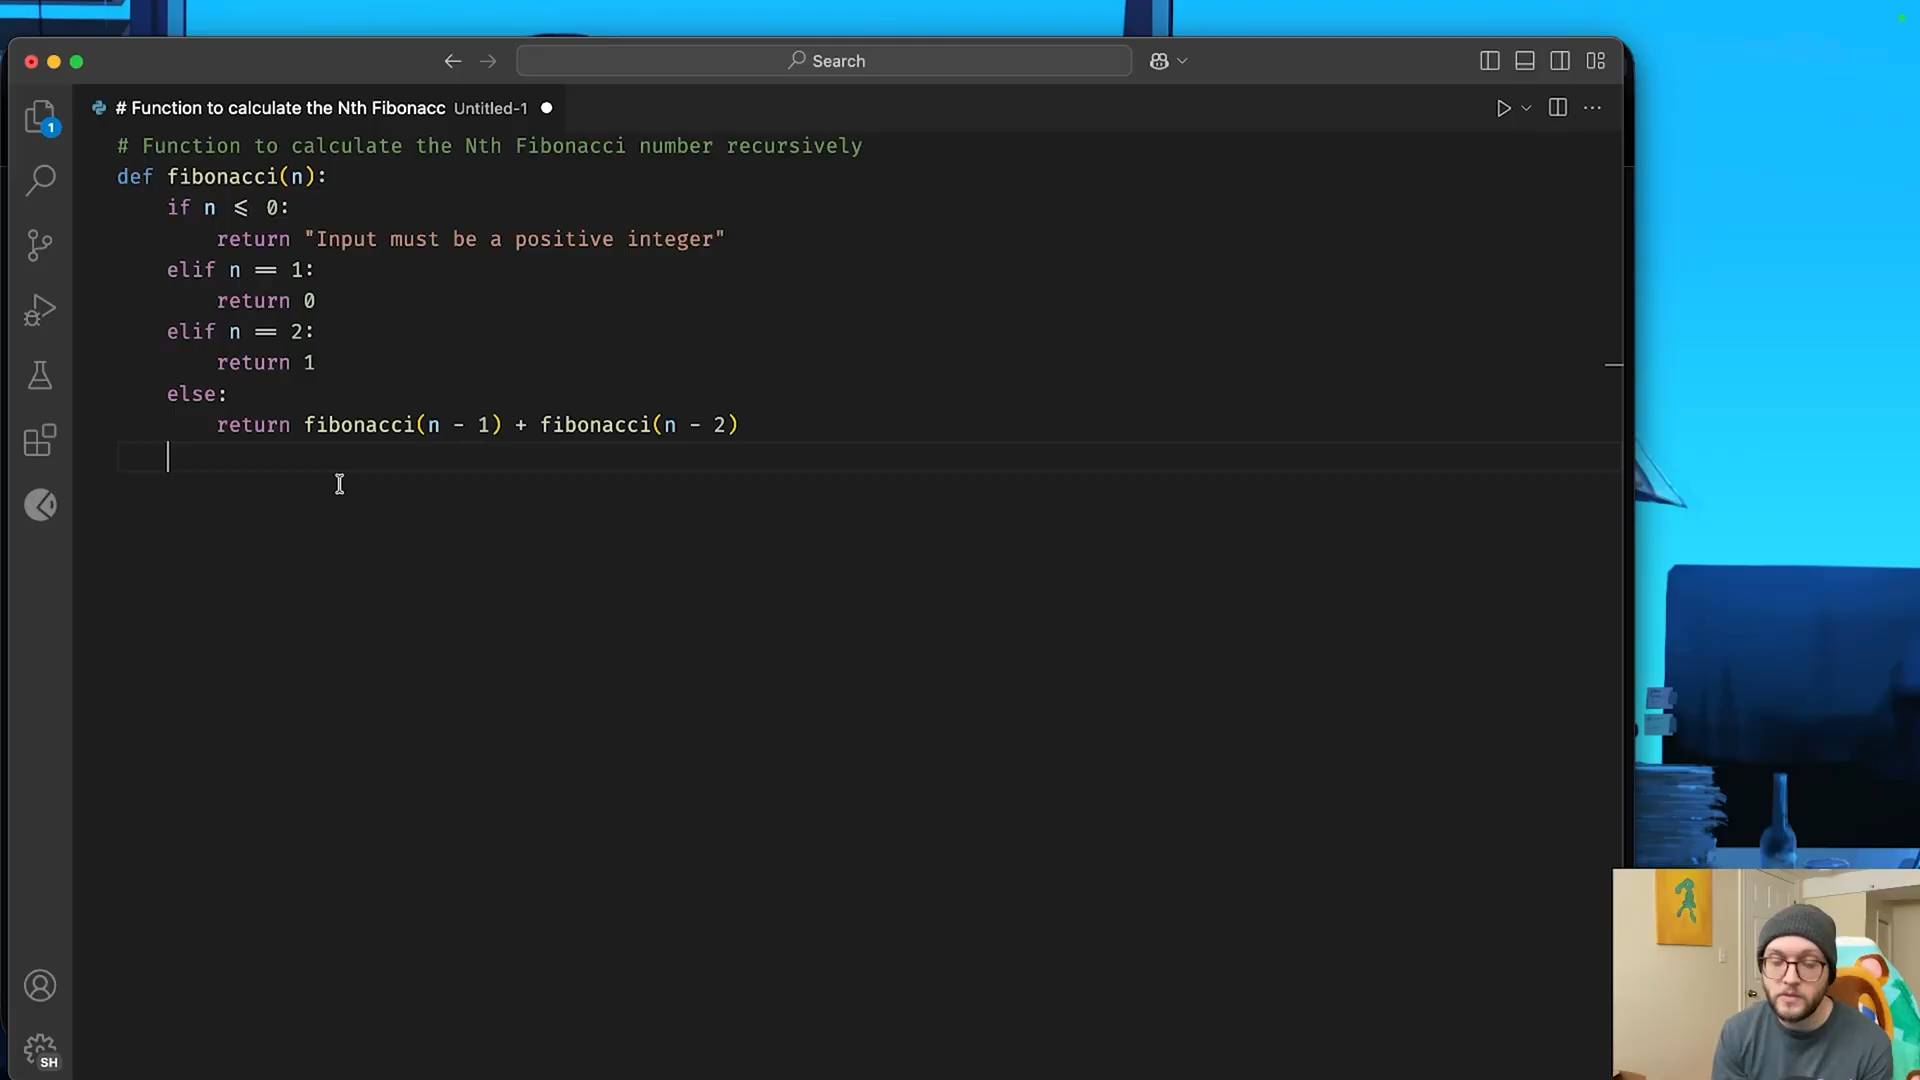 Search
# Function to calculate the Nth Fibonacc Untitled-1
1
# Function to calculate the Nth Fibonacci number recursively
def fibonacci(n):
    if n <= 0:
        return "Input must be a positive integer"
    elif n == 1:
        return 0
    elif n == 2:
        return 1
    else:
        return fibonacci(n - 1) + fibonacci(n - 2)
SH